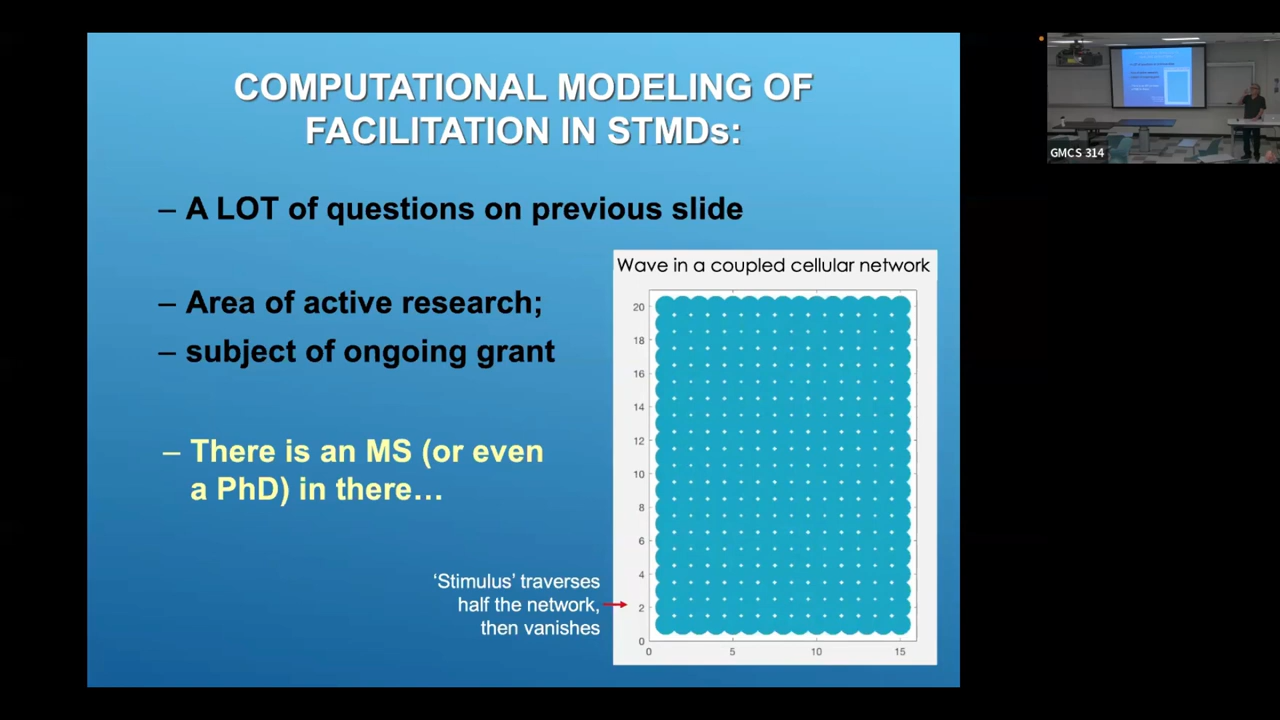 COMPUTATIONAL MODELING OF
FACILITATION IN STMDs:
– A LOT of questions on previous slide
– Area of active research;
– subject of ongoing grant
– There is an MS (or even
a PhD) in there…
‘Stimulus’ traverses
half the network,
then vanishes
Wave in a coupled cellular network
20
18
16
14
12
10
8
6
4
2
0
0 5 10 15
GMCS 314